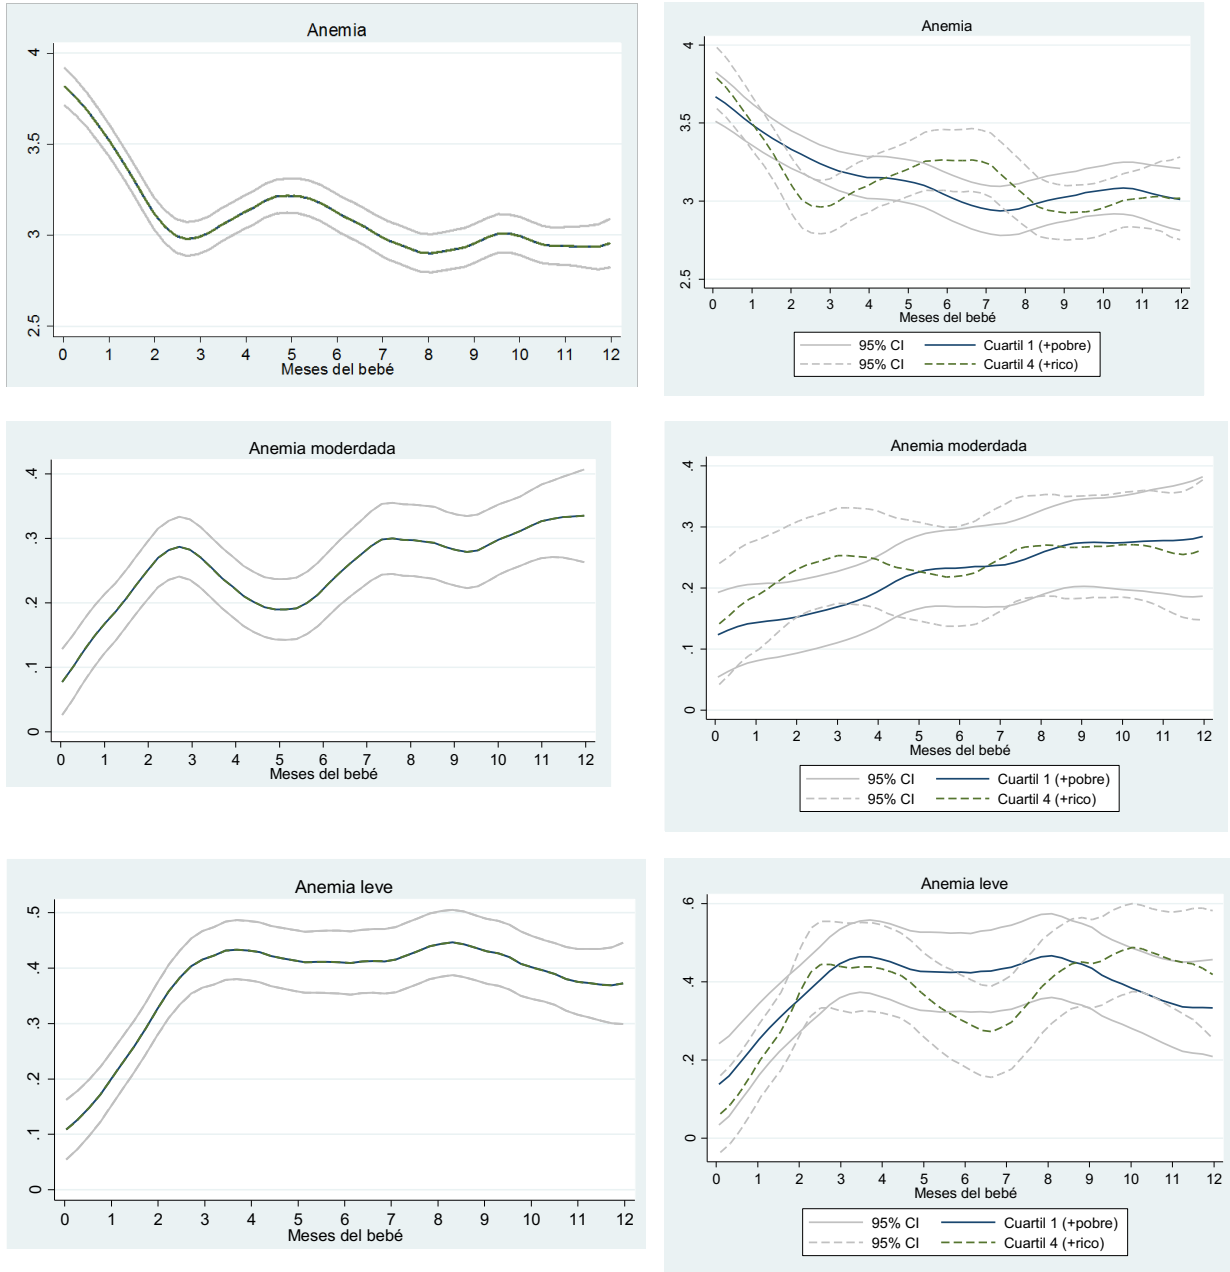 Anemia
4
3.5
3
2.5
0 1 2 3 4 5 6 7 8 9 10 11 12
Meses del bebé
Anemia
4
3.5
3
2.5
0 1 2 3 4 5 6 7 8 9 10 11 12
Meses del bebé
95% CI Cuartil 1 (+pobre)
95% CI Cuartil 4 (+rico)
Anemia moderdada
.4
.3
.2
.1
0
0 1 2 3 4 5 6 7 8 9 10 11 12
Meses del bebé
Anemia moderdada
.4
.3
.2
.1
0
0 1 2 3 4 5 6 7 8 9 10 11 12
Meses del bebé
95% CI Cuartil 1 (+pobre)
95% CI Cuartil 4 (+rico)
Anemia leve
.5
.4
.3
.2
.1
0
0 1 2 3 4 5 6 7 8 9 10 11 12
Meses del bebé
Anemia leve
.6
.4
.2
0
0 1 2 3 4 5 6 7 8 9 10 11 12
Meses del bebé
95% CI Cuartil 1 (+pobre)
95% CI Cuartil 4 (+rico)